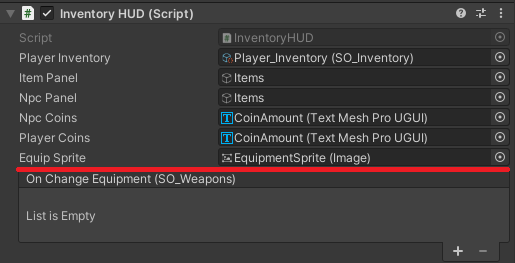 Inventory HUD (Script)
Script InventoryHUD
Player Inventory Player_Inventory (SO_Inventory)
Item Panel Items
Npc Panel Items
Npc Coins CoinAmount (Text Mesh Pro UGUI)
Player Coins CoinAmount (Text Mesh Pro UGUI)
Equip Sprite EquipmentSprite (Image)
On Change Equipment (SO_Weapons)
List is Empty